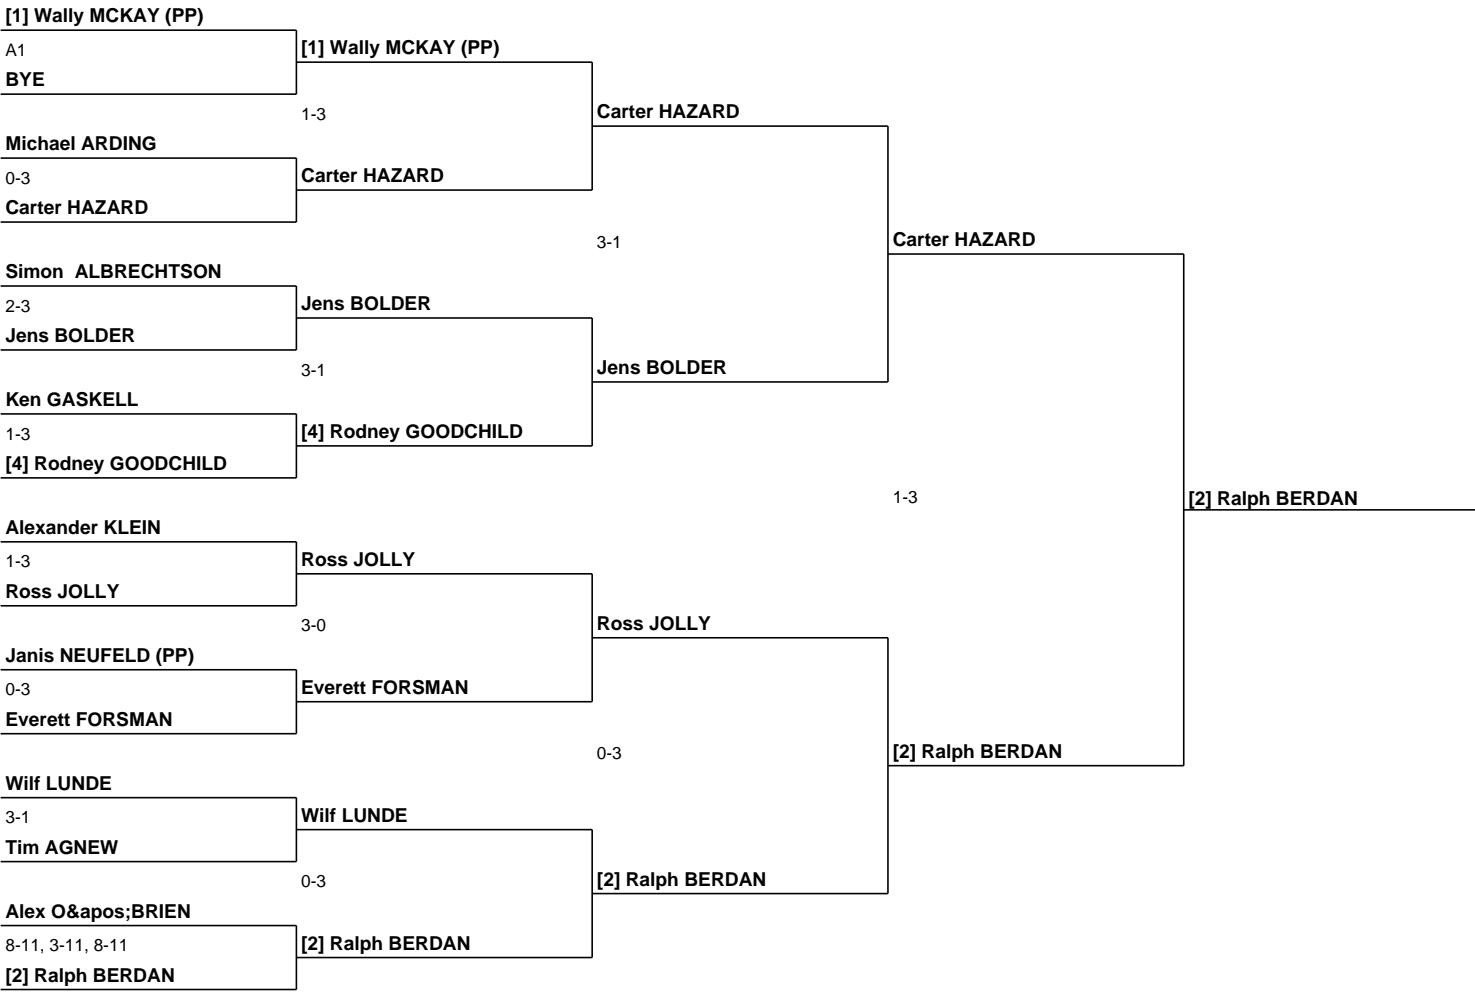 [1] Wally MCKAY (PP)
A1
BYE
[1] Wally MCKAY (PP)
1-3
Michael ARDING
0-3
Carter HAZARD
Carter HAZARD
Carter HAZARD
3-1
Simon  ALBRECHTSON
2-3
Jens BOLDER
Jens BOLDER
3-1
Ken GASKELL
1-3
[4] Rodney GOODCHILD
[4] Rodney GOODCHILD
Jens BOLDER
Carter HAZARD
1-3
Alexander KLEIN
1-3
Ross JOLLY
Ross JOLLY
3-0
Janis NEUFELD (PP)
0-3
Everett FORSMAN
Everett FORSMAN
Ross JOLLY
0-3
Wilf LUNDE
3-1
Tim AGNEW
Wilf LUNDE
0-3
Alex O&apos;BRIEN
8-11, 3-11, 8-11
[2] Ralph BERDAN
[2] Ralph BERDAN
[2] Ralph BERDAN
[2] Ralph BERDAN
[2] Ralph BERDAN